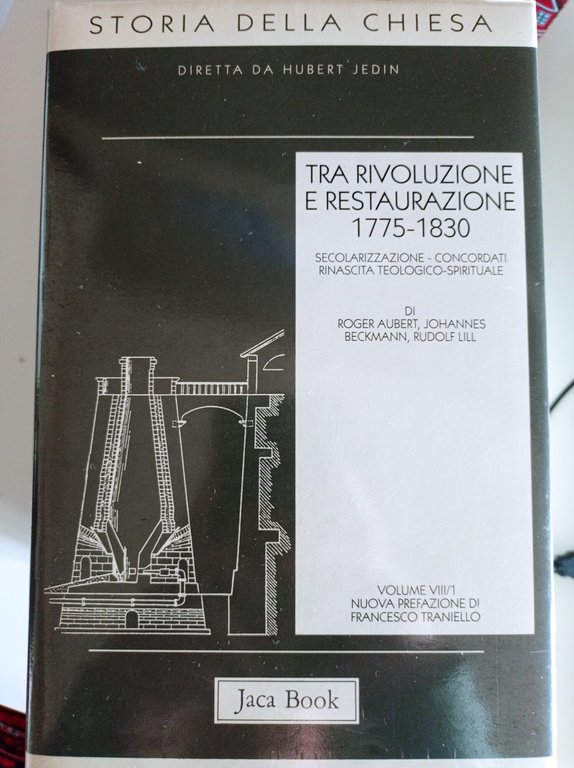 STORIA DELLA CHIESA
DIRETTA DA HUBERT JEDIN
TRA RIVOLUZIONE
E RESTAURAZIONE
1775-1830
SECOLARIZZAZIONE - CONCORDATI
RINASCITA TEOLOGICO-SPIRITUALE
DI
ROGER AUBERT, JOHANNES
BECKMANN, RUDOLF LILL
VOLUME VIII/1
NUOVA PREFAZIONE DI
FRANCESCO TRANIELLO
Jaca Book